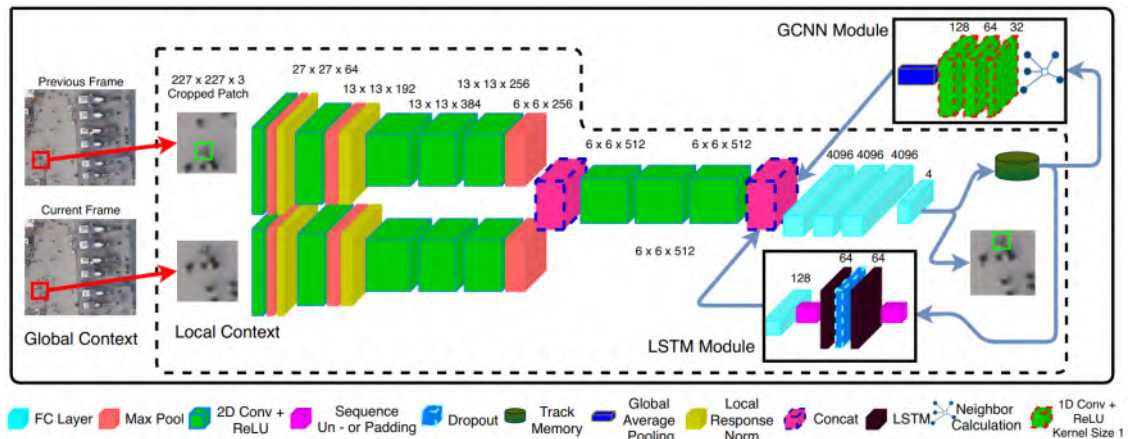 GCNN Module
128 64 32
Previous Frame
227 x 227 x 3
Cropped Patch
27 x 27 x 64
13 x 13 x 192
13 x 13 x 384
13 x 13 x 256
6 x 6 x 256
6 x 6 x 512
6 x 6 x 512
6 x 6 x 512
4096 4096 4096
4
Current Frame
128
64 64
Global Context
Local Context
LSTM Module
FC Layer
Max Pool
2D Conv +
ReLU
Sequence
Un - or Padding
Dropout
Track
Memory
Global
Average
Pooling
Local
Response
Norm
Concat
LSTM
Neighbor
Calculation
1D Conv +
ReLU
Kernel Size 1